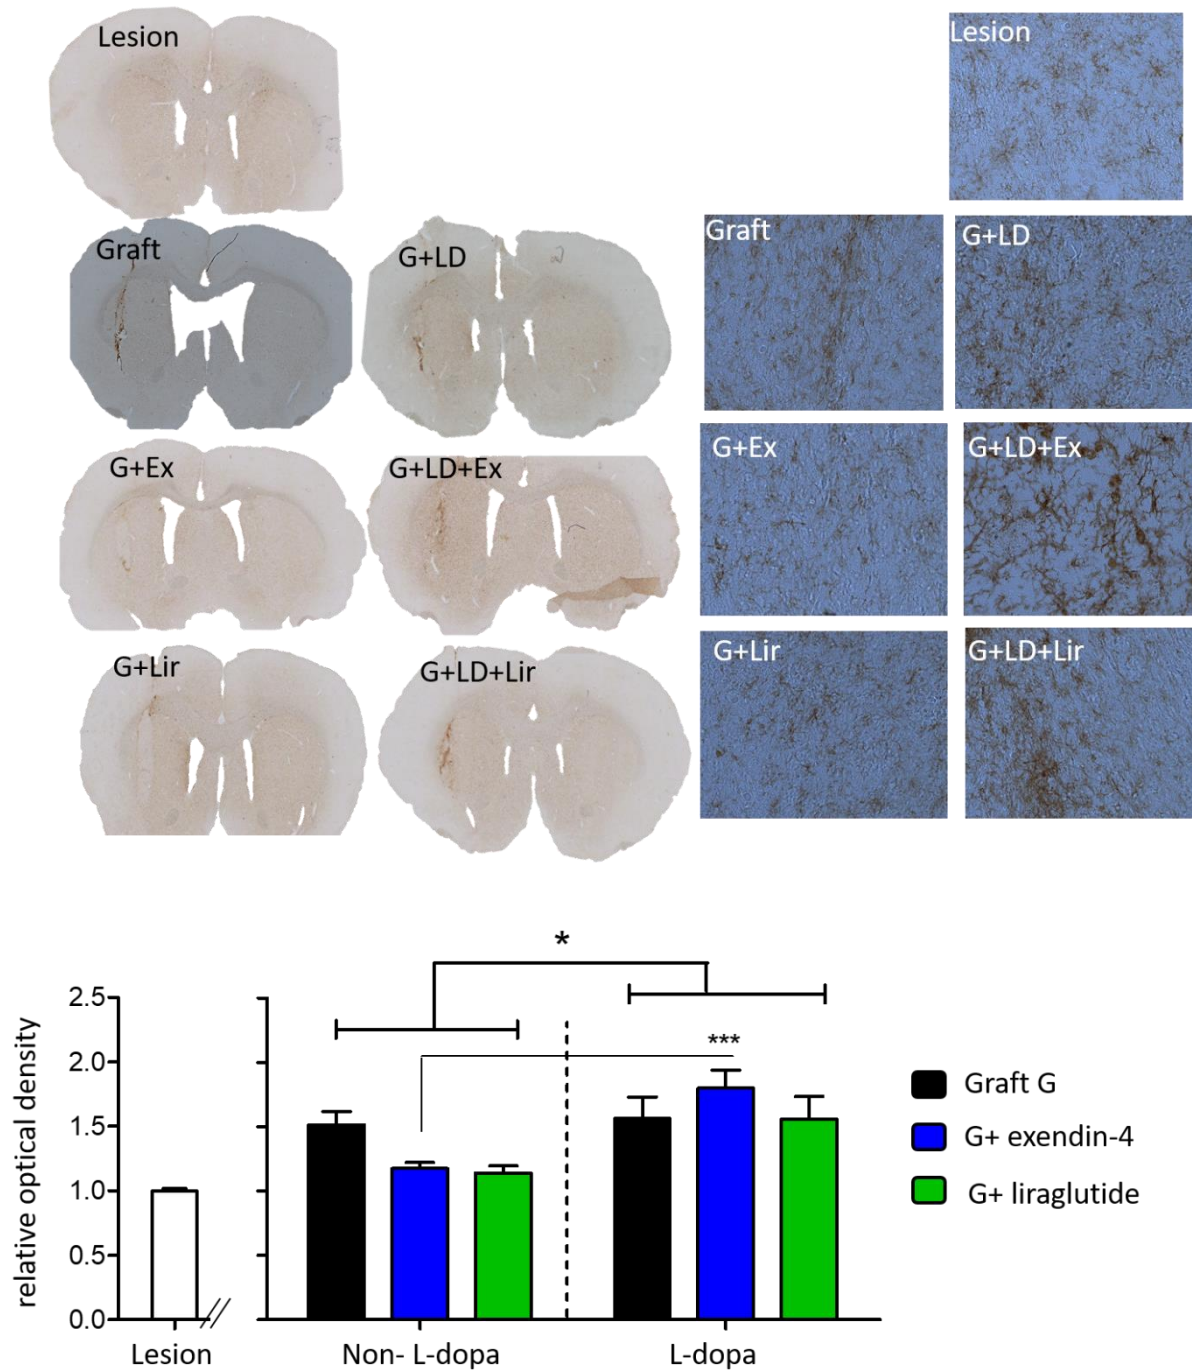 Lesion
Lesion
Graft
G+LD
Graft
G+LD
G+Ex
G+LD+Ex
G+Ex
G+LD+Ex
G+Lir
G+LD+Lir
G+Lir
G+LD+Lir
*
***
relative optical density
2.5
2.0
1.5
1.0
0.5
0.0
Lesion
Non- L-dopa
L-dopa
Graft G
G+ exendin-4
G+ liraglutide